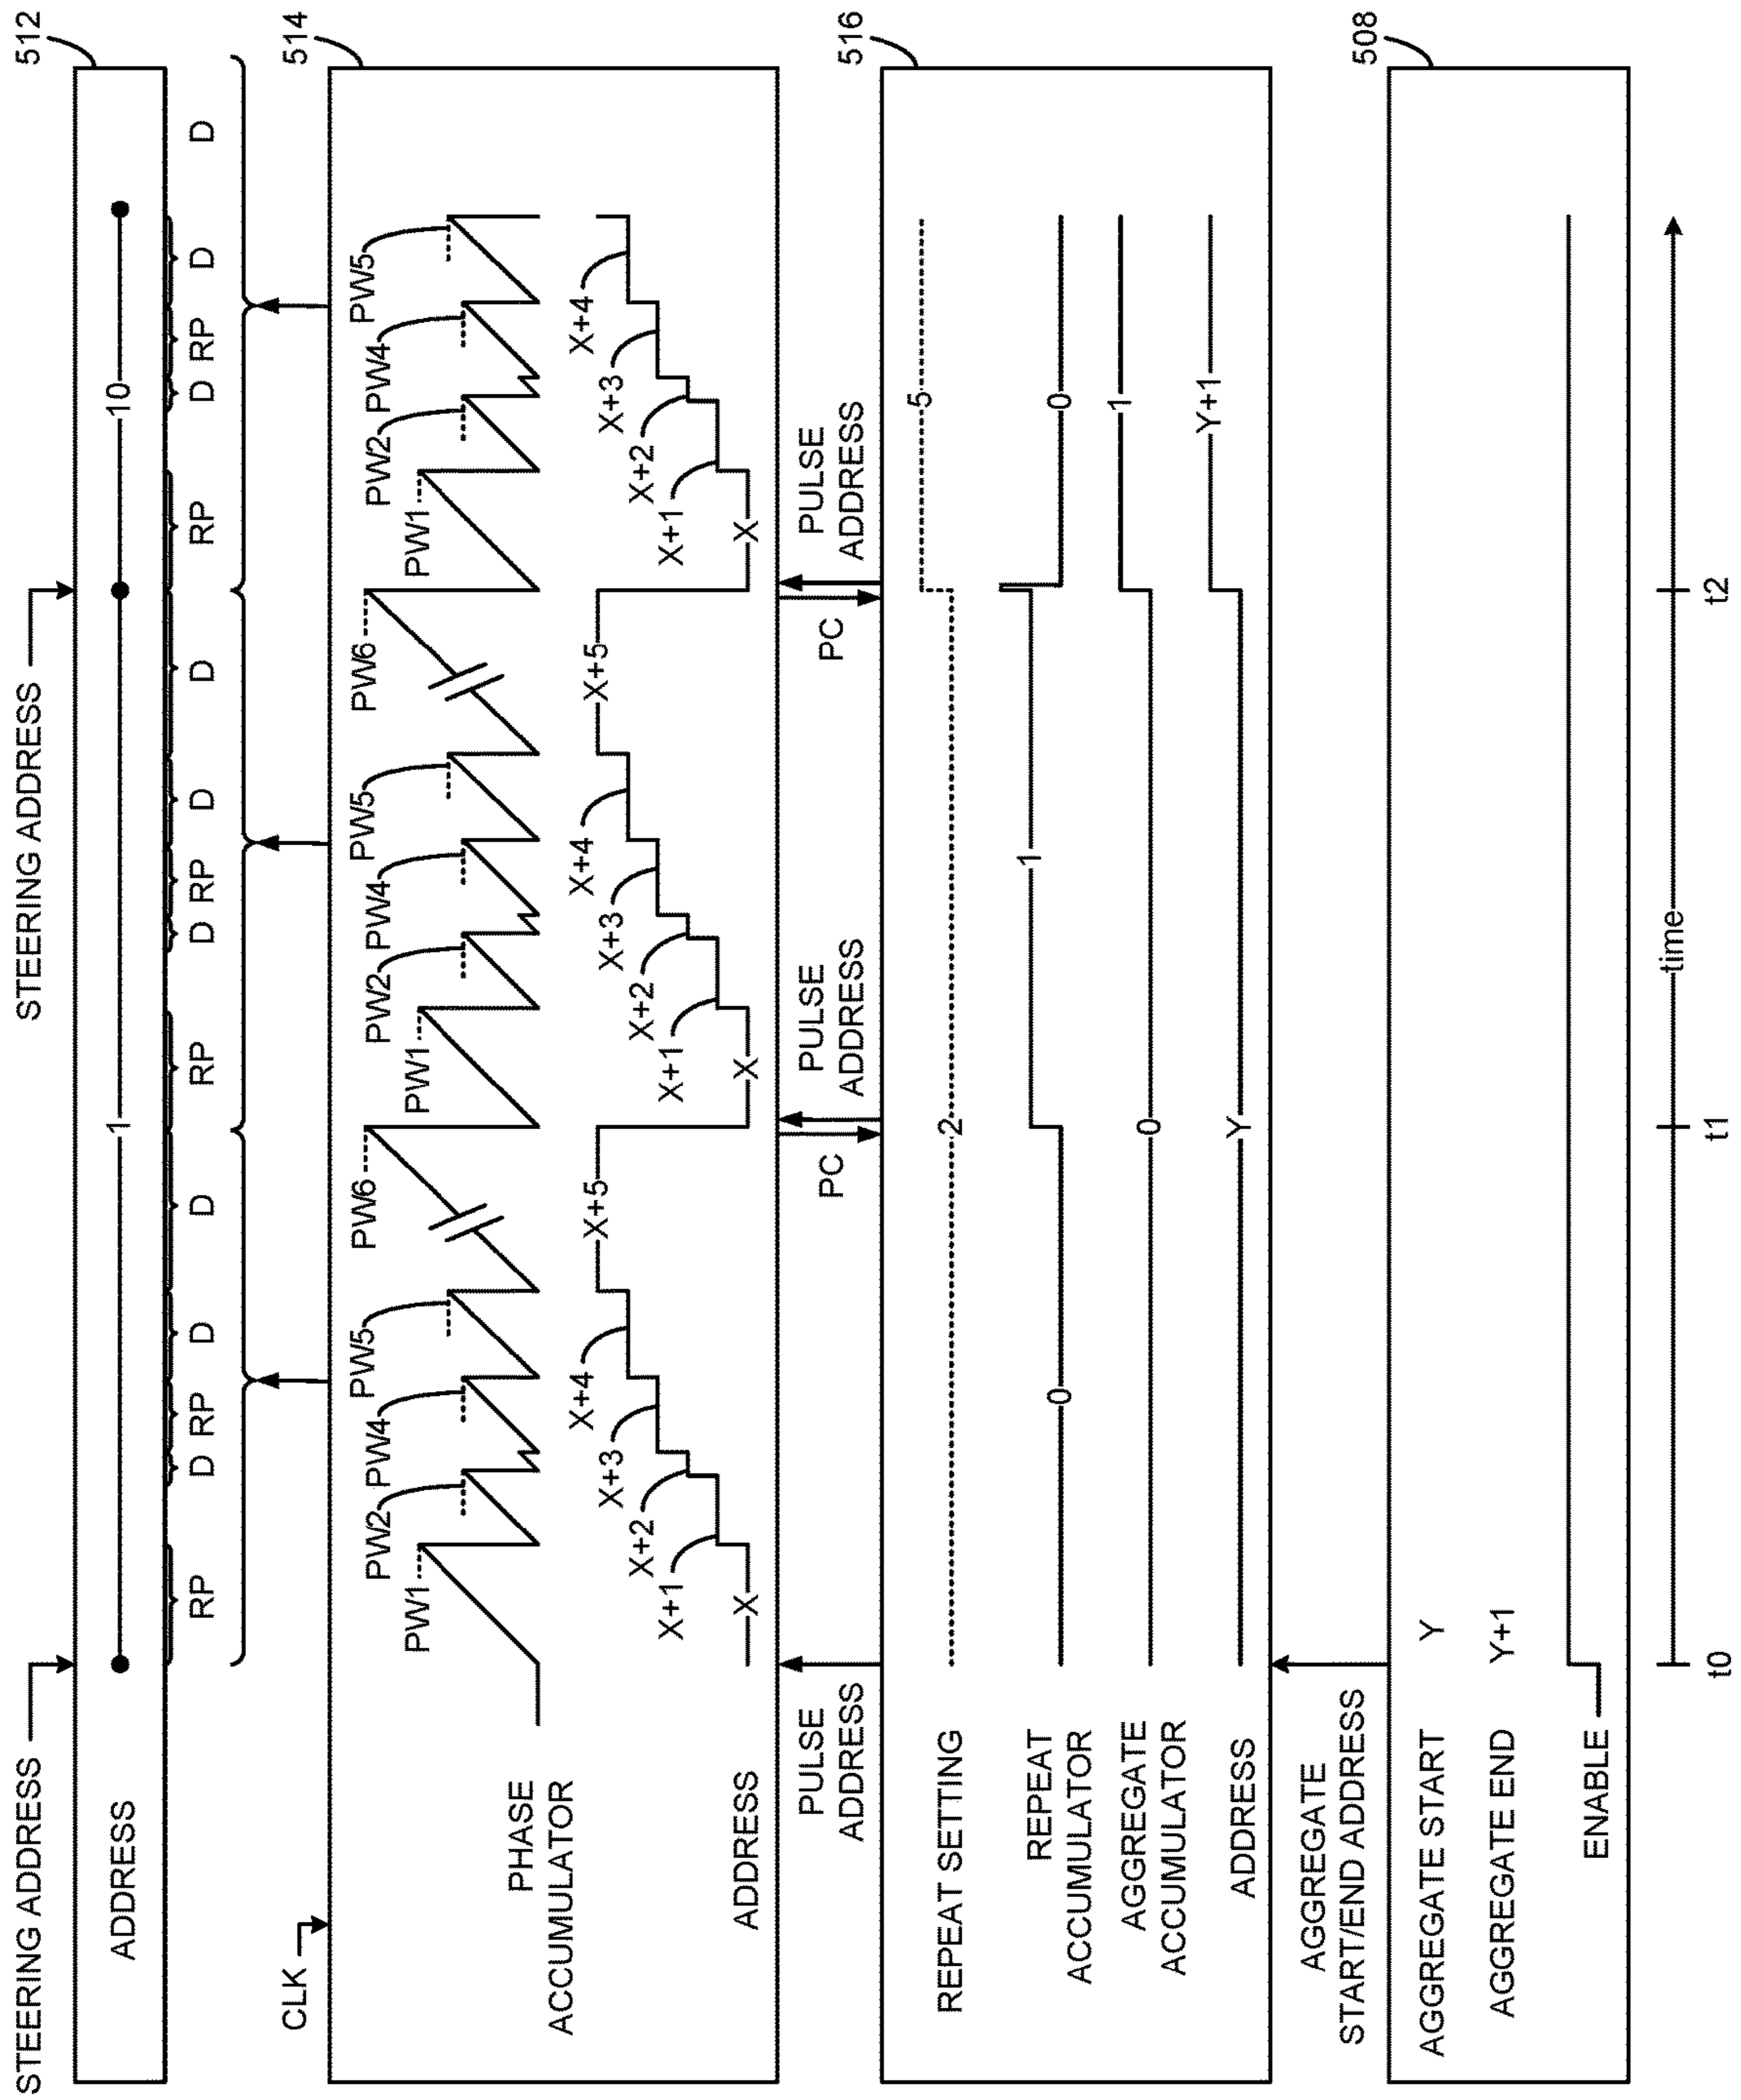 STEERING ADDRESS
STEERING ADDRESS
512
ADDRESS
1
10
RP D RP D D RP D RP D D RP D RP D D
CLK
514
PHASE
ACCUMULATOR
PW1
PW2
PW4
PW5
PW6
PW1
PW2
PW4
PW5
PW6
PW1
PW2
PW4
PW5
ADDRESS
X
X+1
X+2
X+3
X+4
X+5
X
X+1
X+2
X+3
X+4
X+5
X
X+1
X+2
X+3
X+4
PULSE
ADDRESS
PC
PULSE
ADDRESS
PC
PULSE
ADDRESS
516
REPEAT SETTING
2
5
REPEAT
ACCUMULATOR
0
1
0
AGGREGATE
ACCUMULATOR
0
1
ADDRESS
Y
Y+1
AGGREGATE
START/END ADDRESS
508
AGGREGATE START
Y
AGGREGATE END
Y+1
ENABLE
time
t0
t1
t2